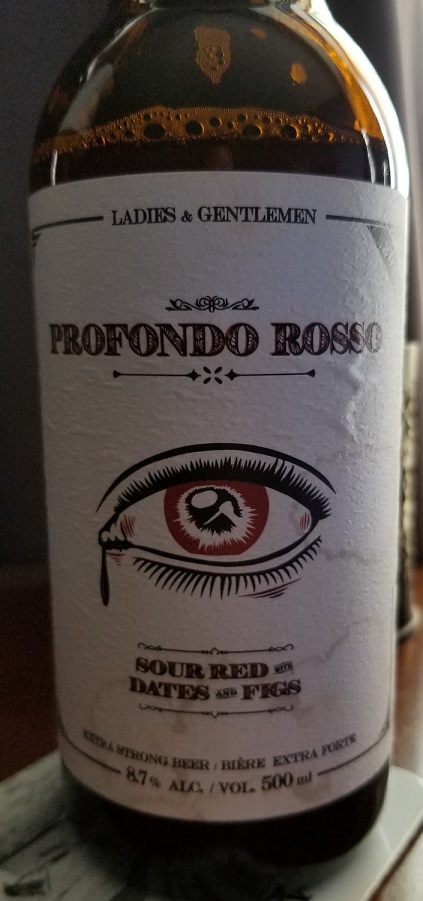 LADIES & GENTLEMEN
PROFONDO ROSSO
SOUR RED WITH
DATES AND FIGS
EXTRA STRONG BEER / BIÈRE EXTRA FORTE
8.7% ALC. / VOL. 500 ml